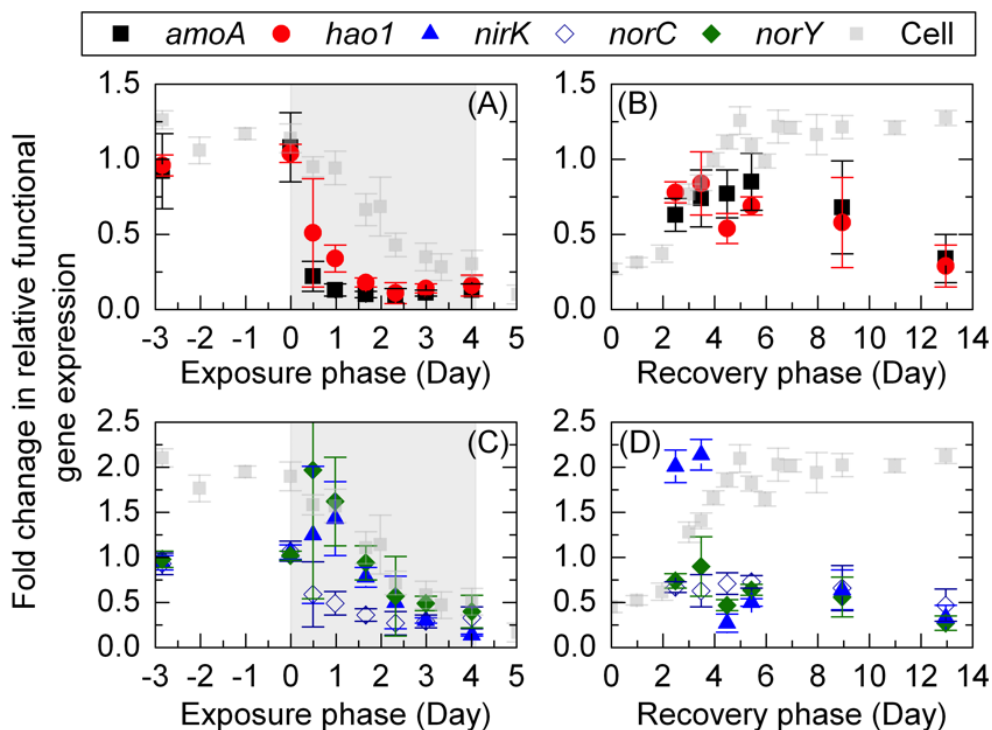 amoA hao1 nirK norC norY Cell
Fold chanage in relative functional
gene expression
(A)
1.5
1.0
0.5
0.0
-3 -2 -1 0 1 2 3 4 5
Exposure phase (Day)
(B)
1.5
1.0
0.5
0.0
0 2 4 6 8 10 12 14
Recovery phase (Day)
(C)
2.5
2.0
1.5
1.0
0.5
0.0
-3 -2 -1 0 1 2 3 4 5
Exposure phase (Day)
(D)
2.5
2.0
1.5
1.0
0.5
0.0
0 2 4 6 8 10 12 14
Recovery phase (Day)